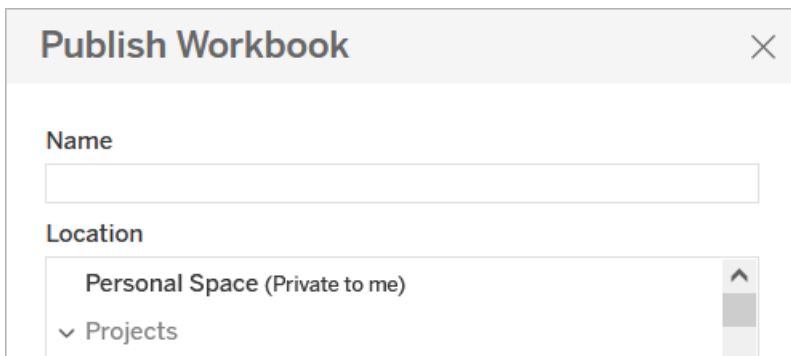 Publish Workbook
Name
Location
Personal Space (Private to me)
Projects